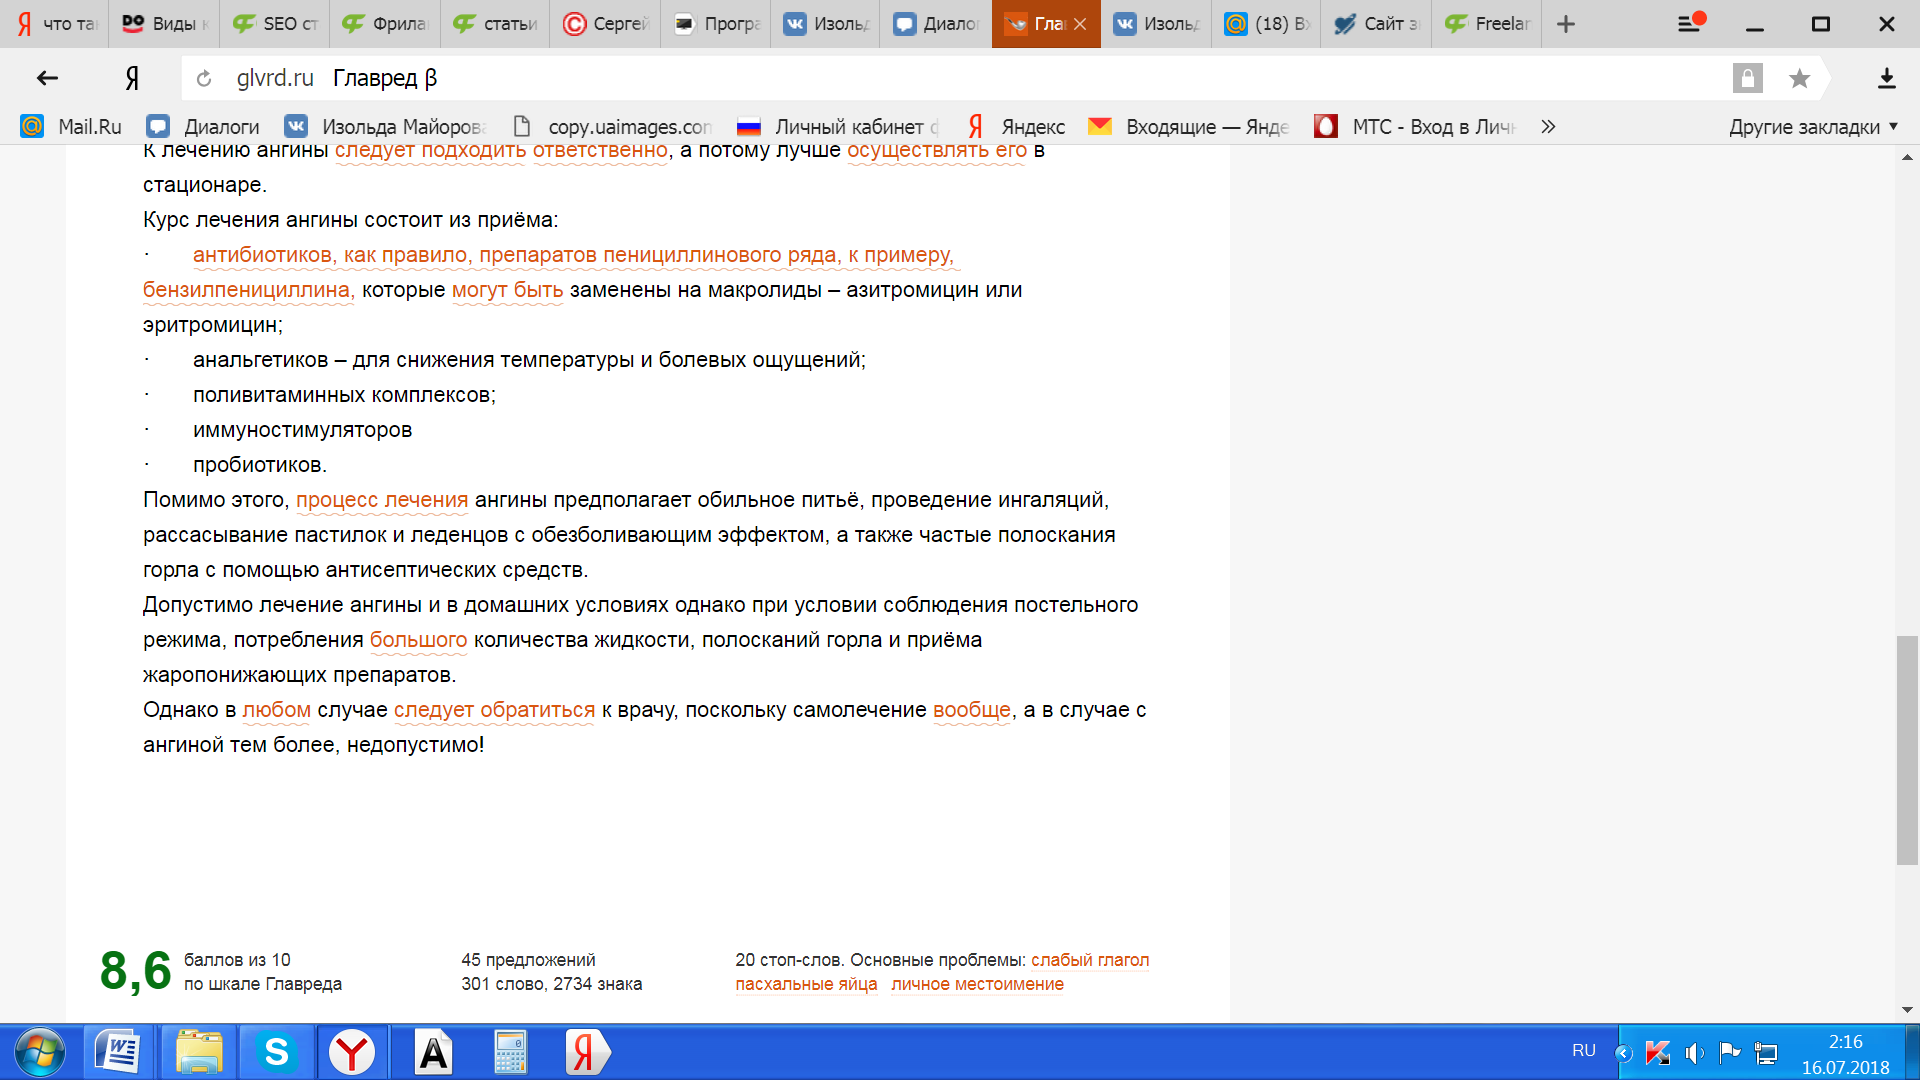 что та
Виды к
SEO ст
Фрила
статьи
Сергей
Прогр
Изольд
Диалог
Гла
Изольд
(18) В
Сайт з
Freelan
glvrd.ru Главред β
Mail.Ru
Диалоги
Изольда Майорова
copy.uaimages.com
Личный кабинет
Яндекс
Входящие — Янде
МТС - Вход в Личн
Другие закладки
К лечению ангины следует подходить ответственно, а потому лучше осуществлять его в
стационаре.
Курс лечения ангины состоит из приёма:
· антибиотиков, как правило, препаратов пенициллинового ряда, к примеру,
бензилпенициллина, которые могут быть заменены на макролиды – азитромицин или
эритромицин;
· анальгетиков – для снижения температуры и болевых ощущений;
· поливитаминных комплексов;
· иммуностимуляторов
· пробиотиков.
Помимо этого, процесс лечения ангины предполагает обильное питьё, проведение ингаляций,
рассасывание пастилок и леденцов с обезболивающим эффектом, а также частые полоскания
горла с помощью антисептических средств.
Допустимо лечение ангины и в домашних условиях однако при условии соблюдения постельного
режима, потребления большого количества жидкости, полосканий горла и приёма
жаропонижающих препаратов.
Однако в любом случае следует обратиться к врачу, поскольку самолечение вообще, а в случае с
ангиной тем более, недопустимо!
8,6 баллов из 10
по шкале Главреда
45 предложений
301 слово, 2734 знака
20 стоп-слов. Основные проблемы: слабый глагол
пасхальные яйца личное местоимение
RU
2:16
16.07.2018